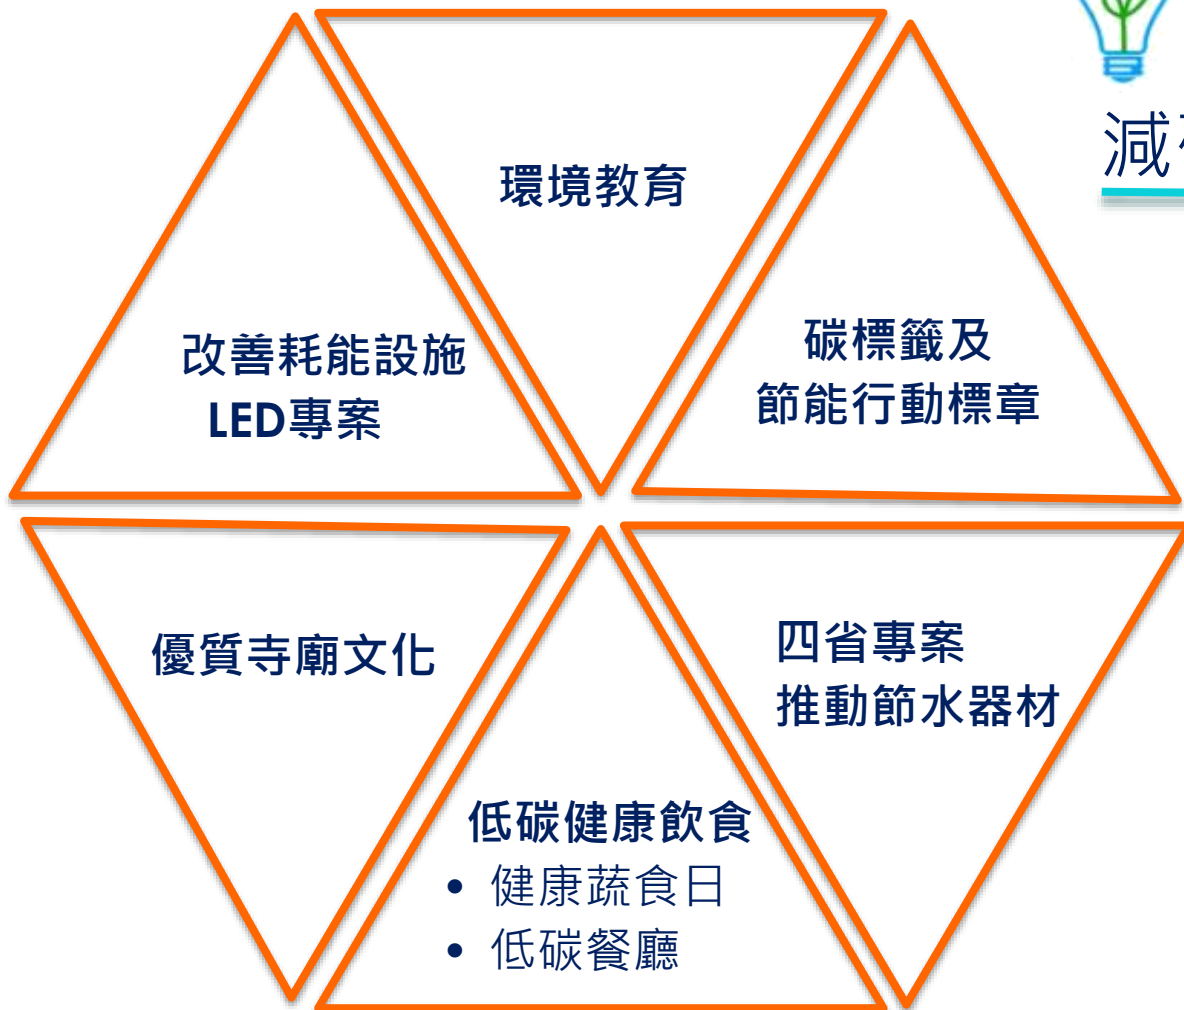 減
環境教育
改善耗能設施
LED專案
碳標籤及
節能行動標章
優質寺廟文化
四省專案
推動節水器材
低碳健康飲食
• 健康蔬食日
• 低碳餐廳